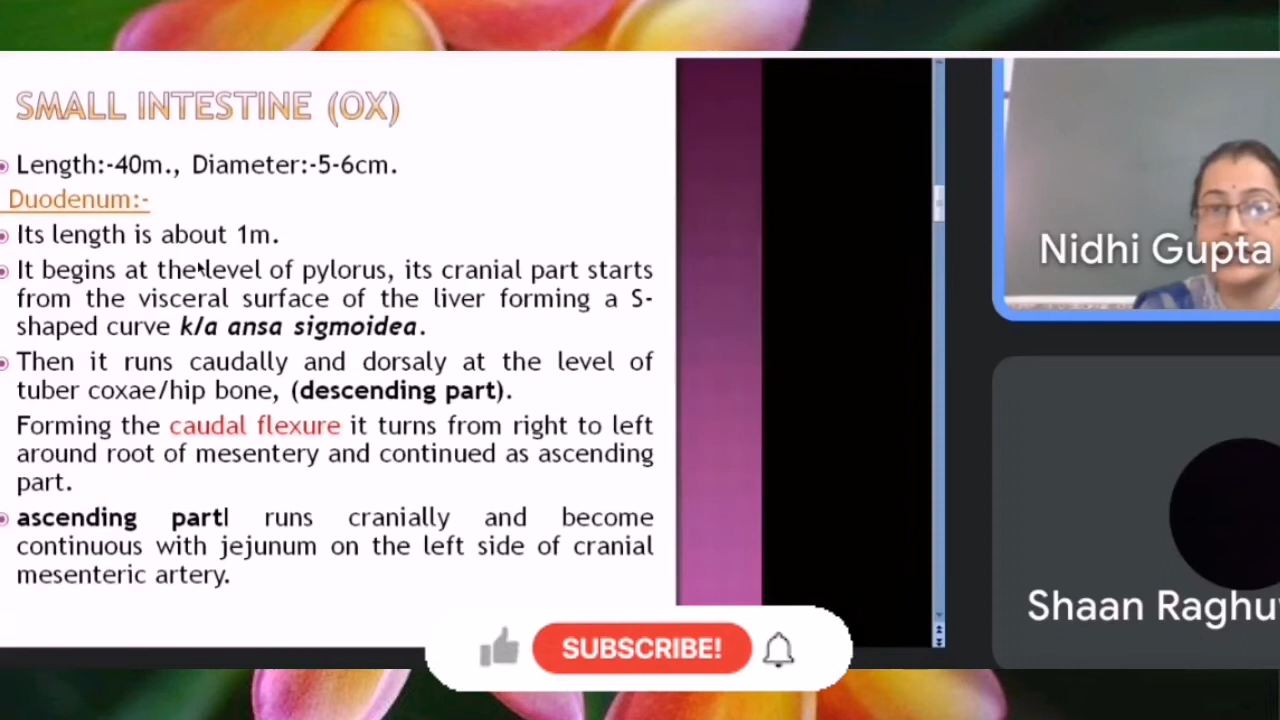 SMALL INTESTINE (OX)
Length:-40m., Diameter:-5-6cm.
Duodenum:-
Its length is about 1m.
It begins at the level of pylorus, its cranial part starts
from the visceral surface of the liver forming a S-
shaped curve k/a ansa sigmoidea.
Then it runs caudally and dorsaly at the level of
tuber coxae/hip bone, (descending part).
Forming the caudal flexure it turns from right to left
around root of mesentery and continued as ascending
part.
ascending partl runs cranially and become
continuous with jejunum on the left side of cranial
mesenteric artery.
Nidhi Gupta
Shaan
SUBSCRIBE!